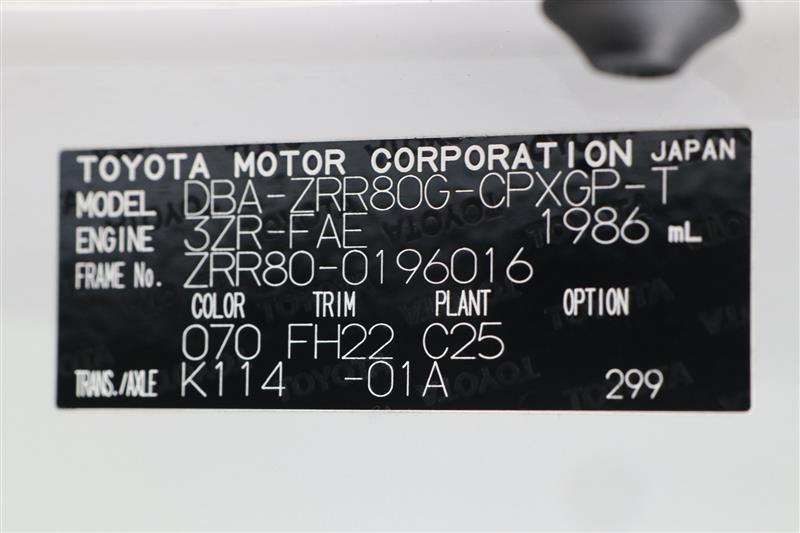 TOYOTA MOTOR CORPORATION JAPAN
MODEL DBA-ZRR80G-CPXGP-T
ENGINE 3ZR-FAE 1986 mL
FRAME No. ZRR80-0196016
COLOR TRIM PLANT OPTION
070 FH22 C25
TRANS./AXLE K114 -01A 299